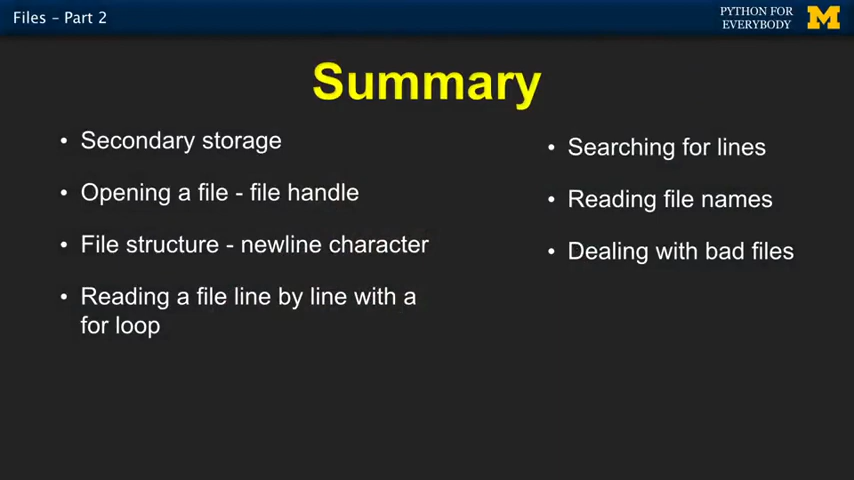 Files – Part 2
PYTHON FOR
EVERYBODY
M
Summary
• Secondary storage
• Opening a file - file handle
• File structure - newline character
• Reading a file line by line with a
for loop
• Searching for lines
• Reading file names
• Dealing with bad files